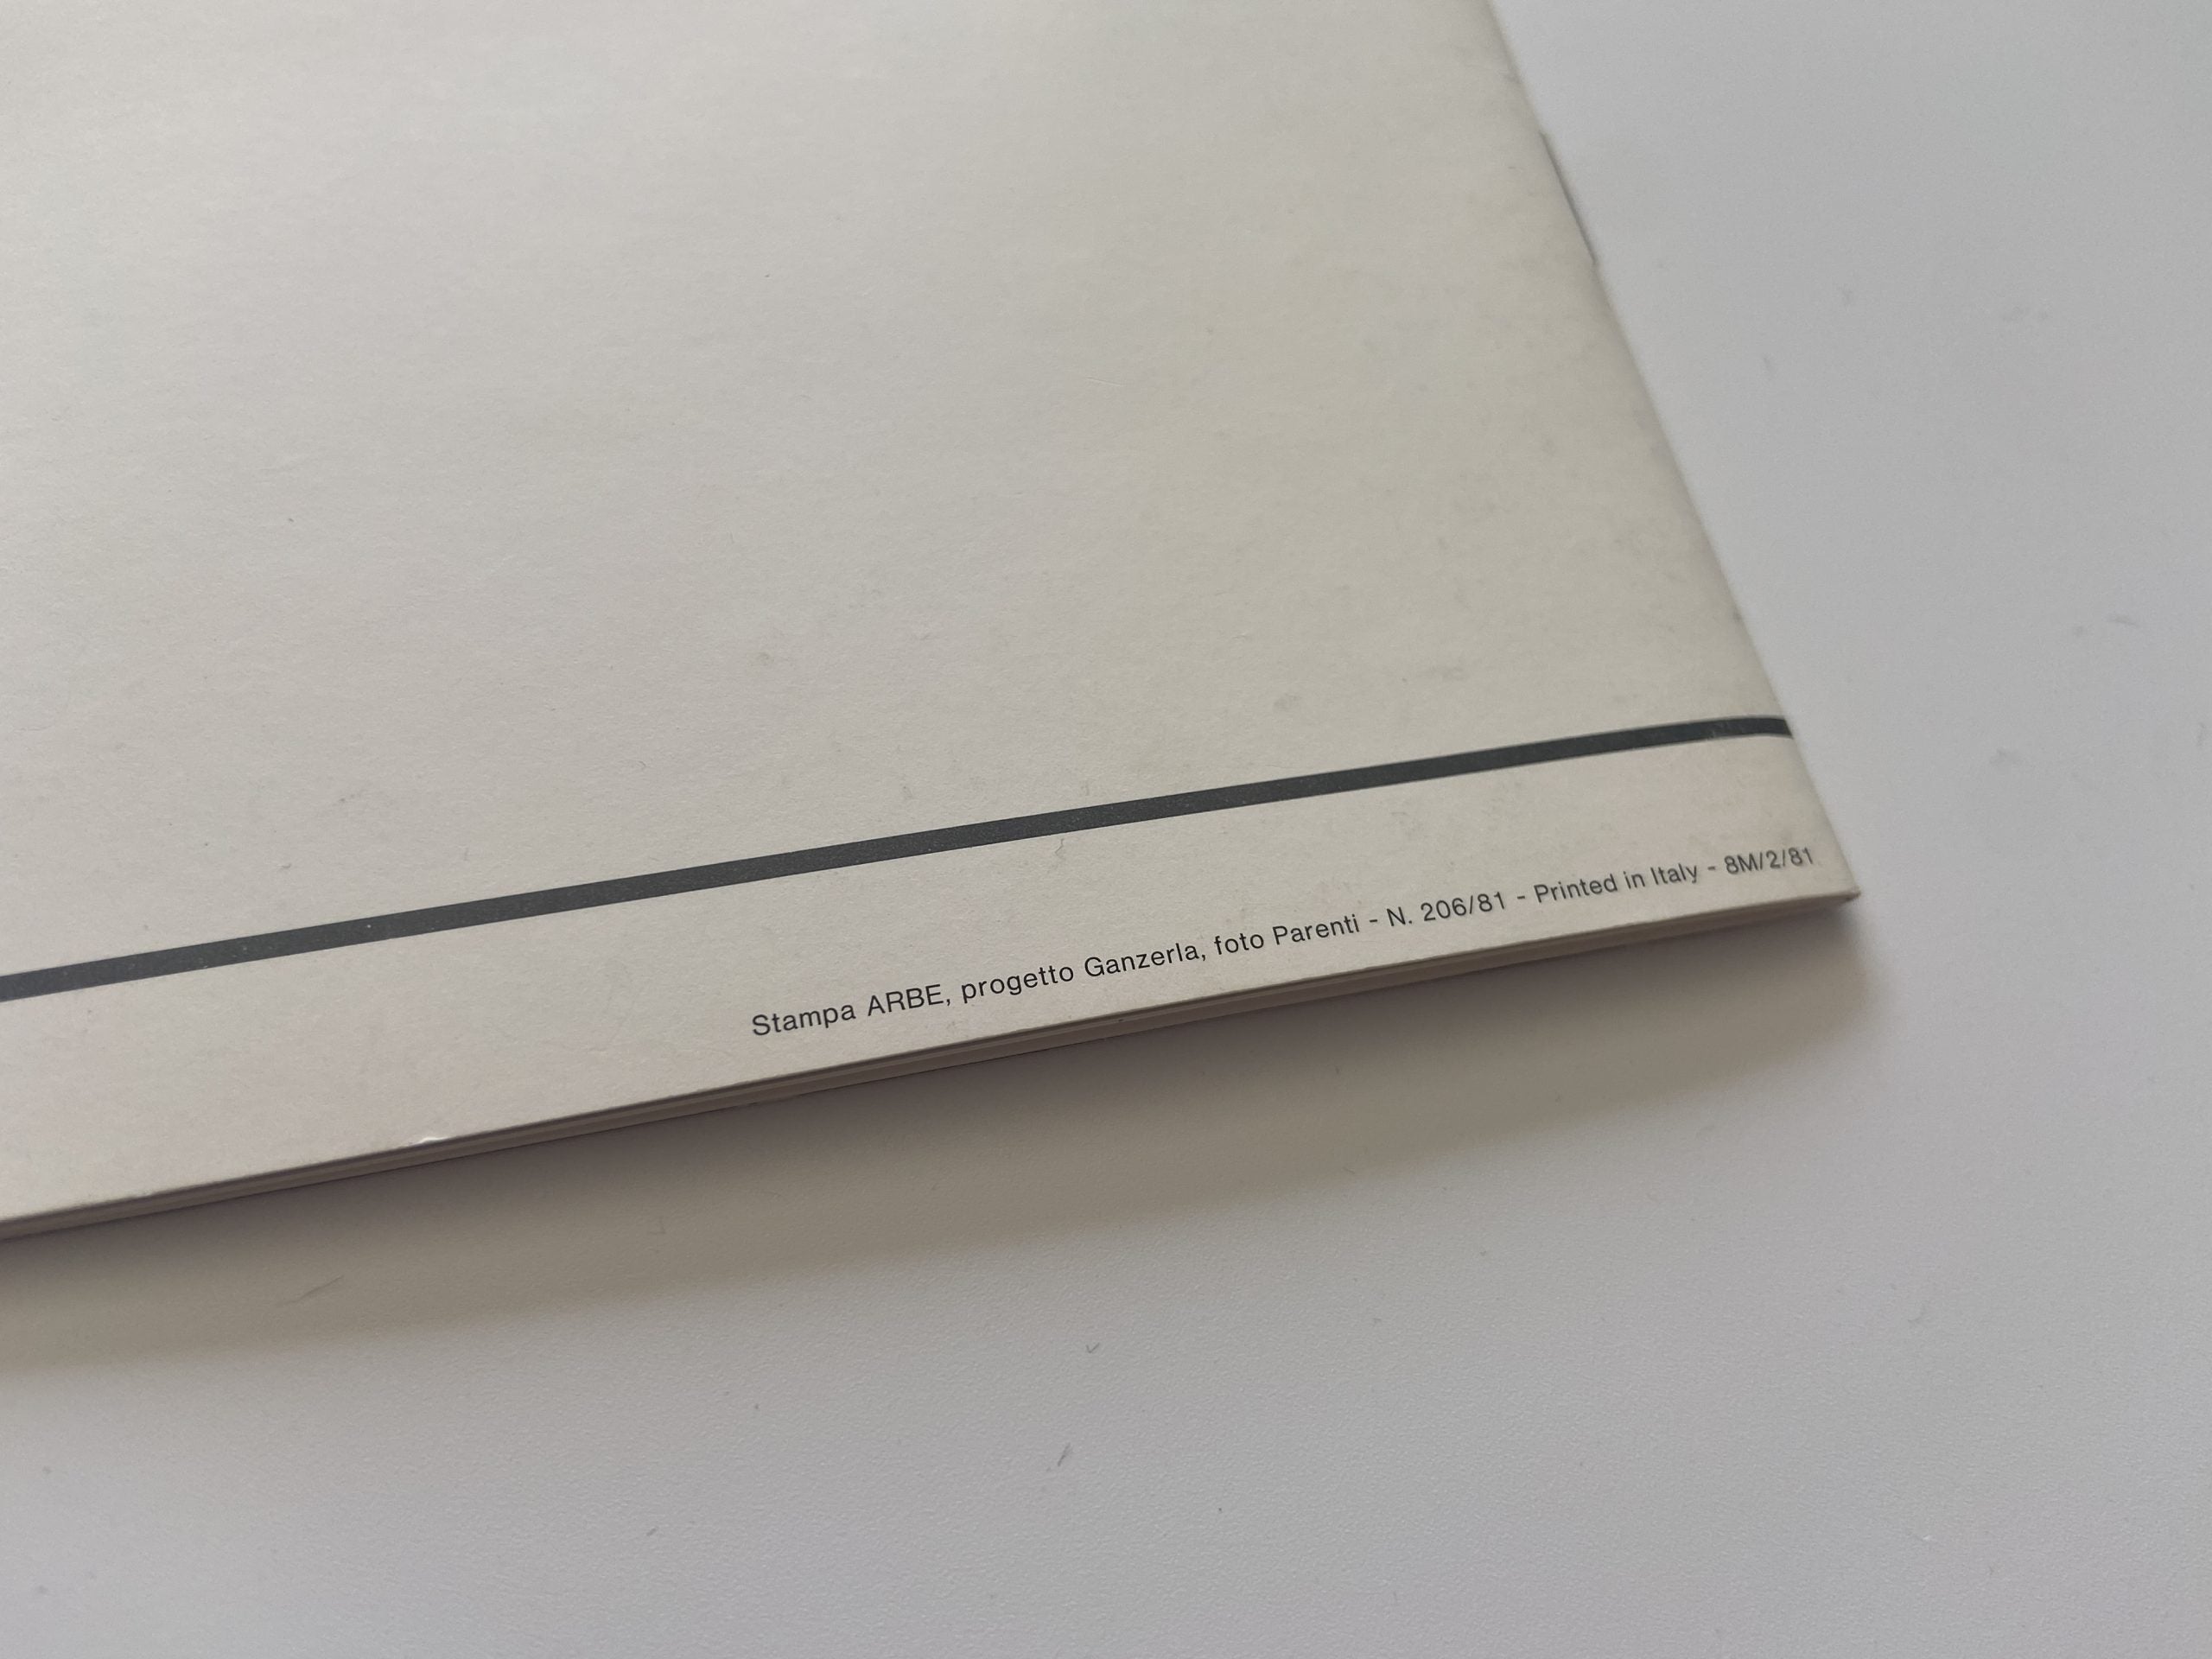 Stampa ARBE, progetto Ganzerla, foto Parenti - N. 206/81 - Printed in Italy - 8M/2/81